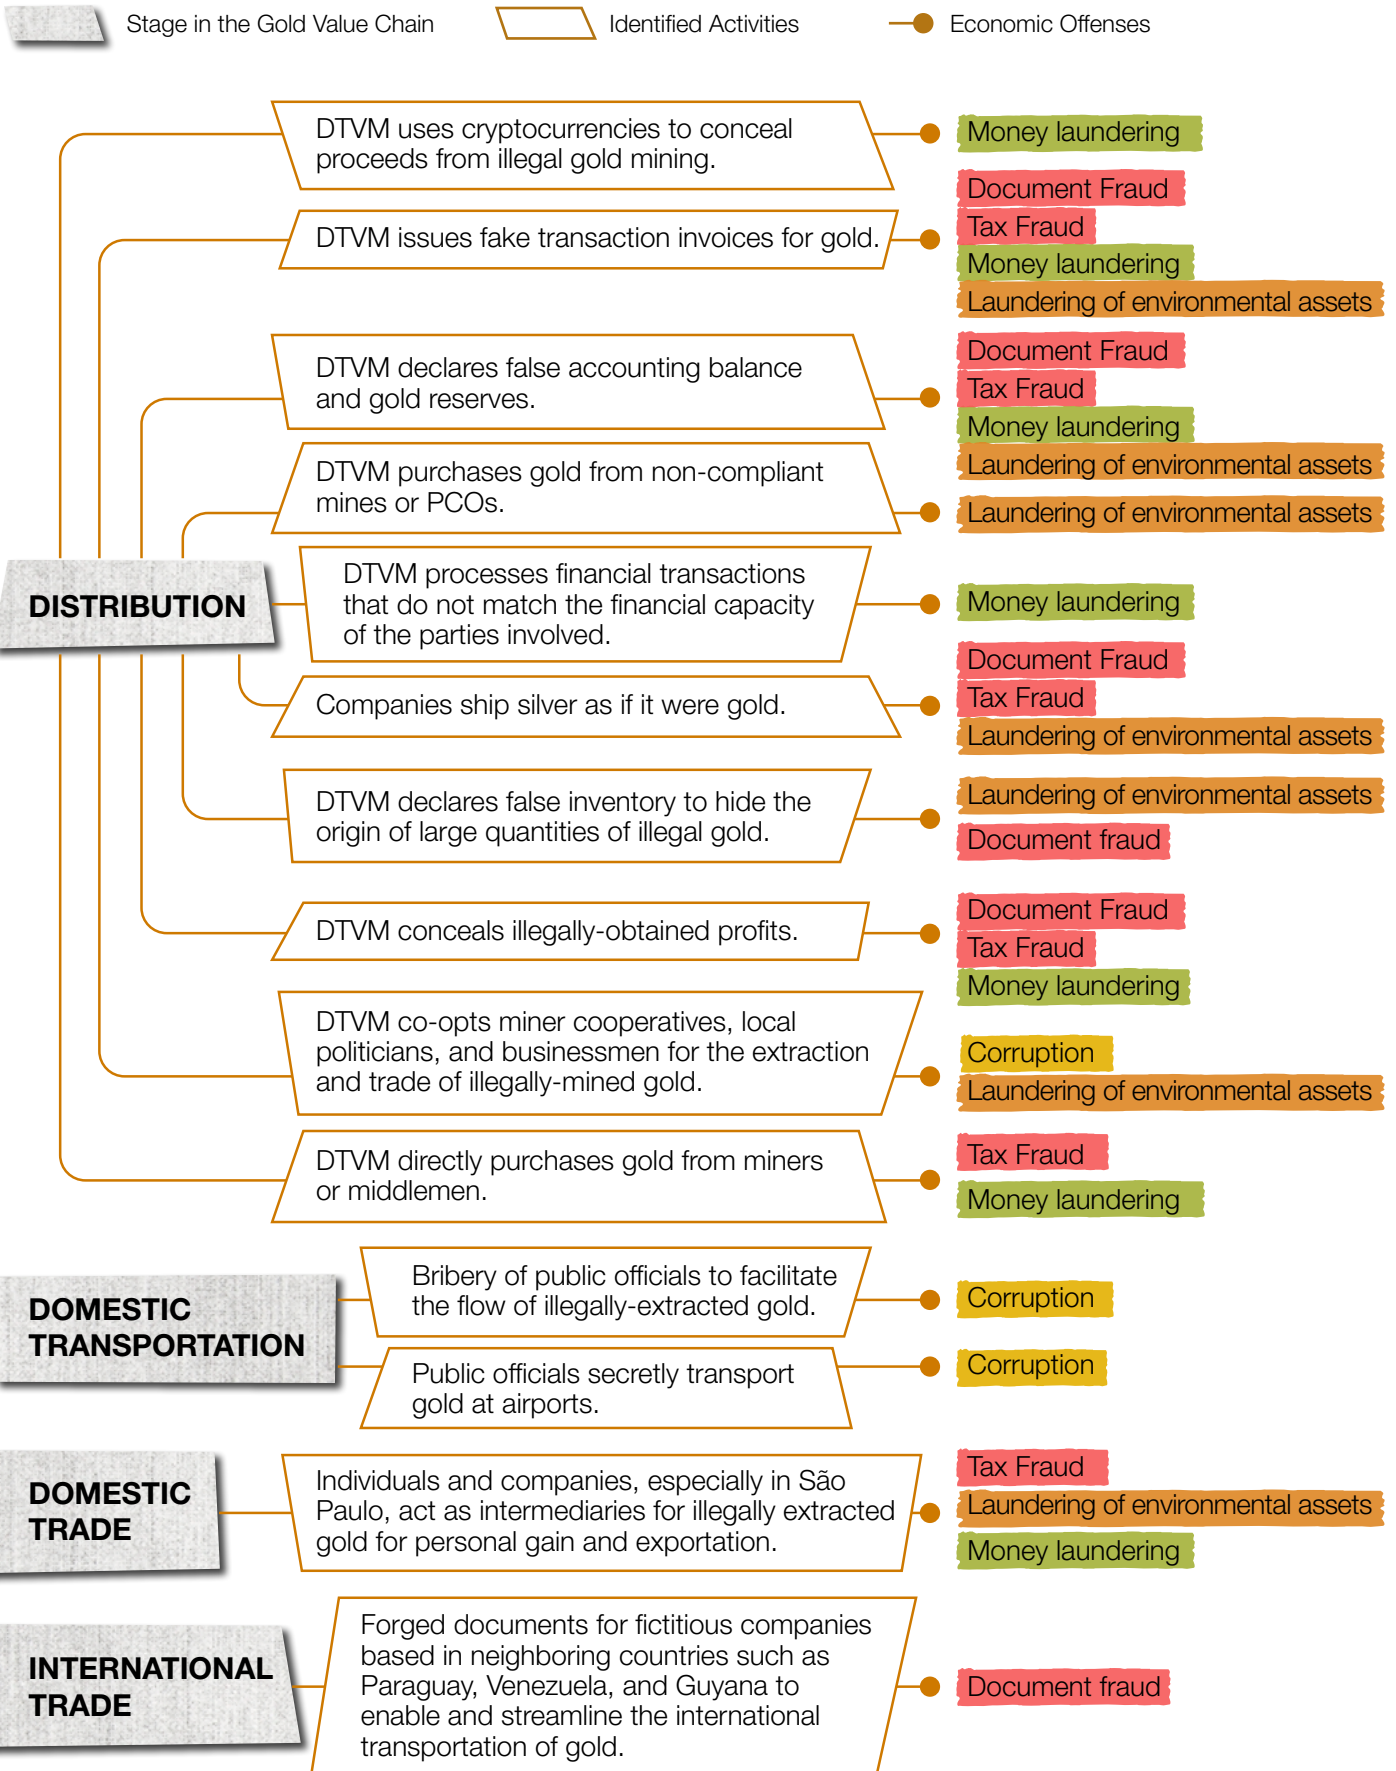 Stage in the Gold Value Chain
Identified Activities
Economic Offenses
DTVM uses cryptocurrencies to conceal
proceeds from illegal gold mining.
Money laundering
DTVM issues fake transaction invoices for gold.
Document Fraud
Tax Fraud
Money laundering
Laundering of environmental assets
DTVM declares false accounting balance
and gold reserves.
Document Fraud
Tax Fraud
Money laundering
Laundering of environmental assets
DTVM purchases gold from non-compliant
mines or PCOs.
Laundering of environmental assets
DISTRIBUTION
DTVM processes financial transactions
that do not match the financial capacity
of the parties involved.
Money laundering
Companies ship silver as if it were gold.
Document Fraud
Tax Fraud
Laundering of environmental assets
DTVM declares false inventory to hide the
origin of large quantities of illegal gold.
Laundering of environmental assets
Document fraud
DTVM conceals illegally-obtained profits.
Document Fraud
Tax Fraud
Money laundering
DTVM co-opts miner cooperatives, local
politicians, and businessmen for the extraction
and trade of illegally-mined gold.
Corruption
Laundering of environmental assets
DTVM directly purchases gold from miners
or middlemen.
Tax Fraud
Money laundering
DOMESTIC
TRANSPORTATION
Bribery of public officials to facilitate
the flow of illegally-extracted gold.
Corruption
Public officials secretly transport
gold at airports.
Corruption
DOMESTIC
TRADE
Individuals and companies, especially in São
Paulo, act as intermediaries for illegally extracted
gold for personal gain and exportation.
Tax Fraud
Laundering of environmental assets
Money laundering
INTERNATIONAL
TRADE
Forged documents for fictitious companies
based in neighboring countries such as
Paraguay, Venezuela, and Guyana to
enable and streamline the international
transportation of gold.
Document fraud